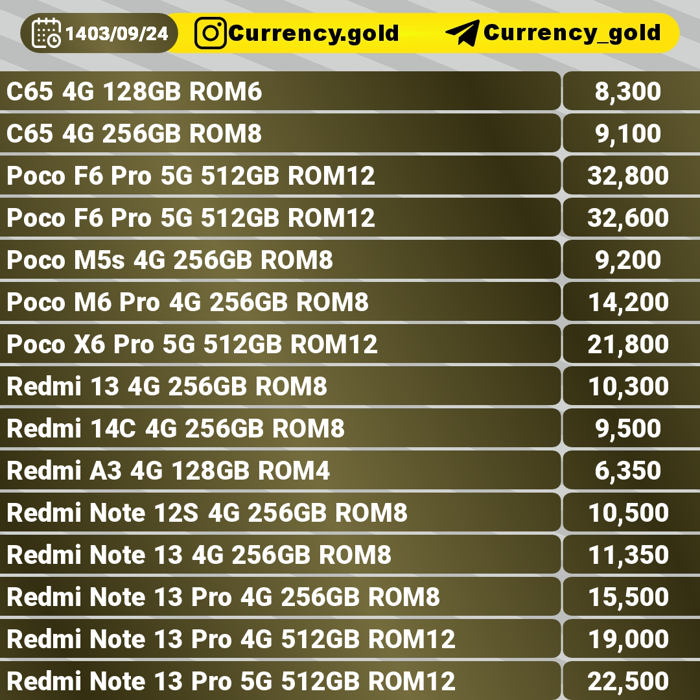 1403/09/24 Currency.gold Currency_gold
C65 4G 128GB ROM6 8,300
C65 4G 256GB ROM8 9,100
Poco F6 Pro 5G 512GB ROM12 32,800
Poco F6 Pro 5G 512GB ROM12 32,600
Poco M5s 4G 256GB ROM8 9,200
Poco M6 Pro 4G 256GB ROM8 14,200
Poco X6 Pro 5G 512GB ROM12 21,800
Redmi 13 4G 256GB ROM8 10,300
Redmi 14C 4G 256GB ROM8 9,500
Redmi A3 4G 128GB ROM4 6,350
Redmi Note 12S 4G 256GB ROM8 10,500
Redmi Note 13 4G 256GB ROM8 11,350
Redmi Note 13 Pro 4G 256GB ROM8 15,500
Redmi Note 13 Pro 4G 512GB ROM12 19,000
Redmi Note 13 Pro 5G 512GB ROM12 22,500